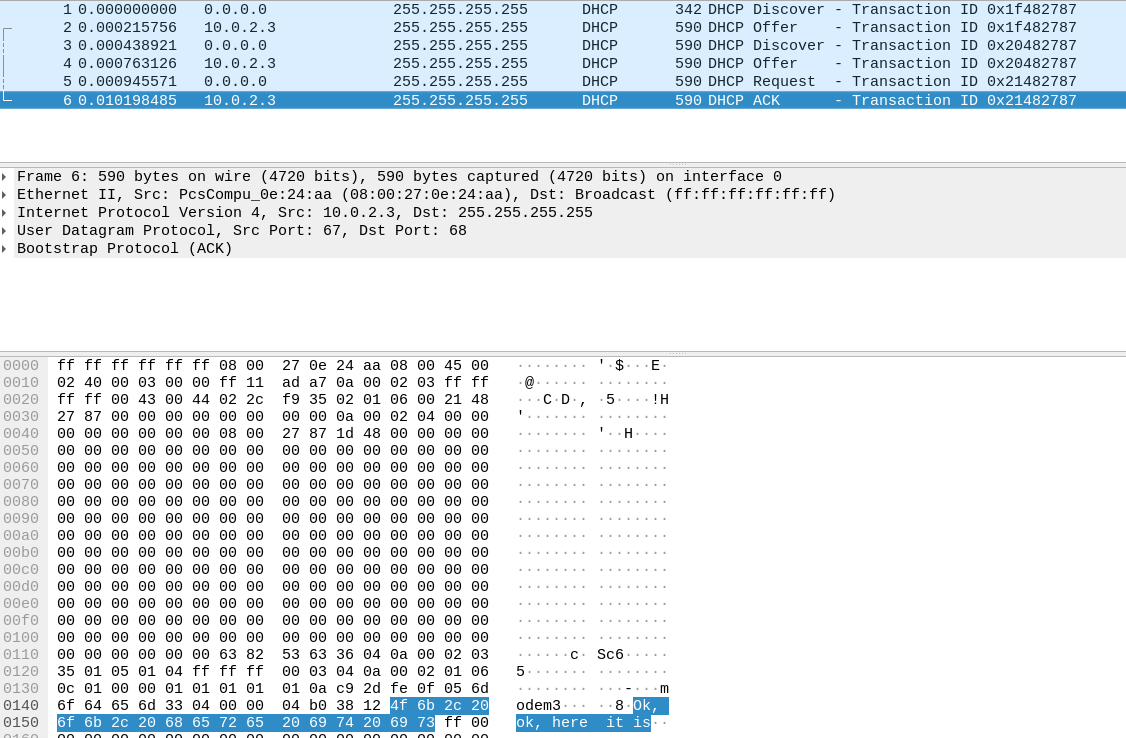 1 0.000000000 0.0.0.0 255.255.255.255 DHCP 342 DHCP Discover - Transaction ID 0x1f482787
2 0.000215756 10.0.2.3 255.255.255.255 DHCP 590 DHCP Offer - Transaction ID 0x1f482787
3 0.000438921 0.0.0.0 255.255.255.255 DHCP 590 DHCP Discover - Transaction ID 0x20482787
4 0.000763126 10.0.2.3 255.255.255.255 DHCP 590 DHCP Offer - Transaction ID 0x20482787
5 0.000945571 0.0.0.0 255.255.255.255 DHCP 590 DHCP Request - Transaction ID 0x21482787
6 0.010198485 10.0.2.3 255.255.255.255 DHCP 590 DHCP ACK - Transaction ID 0x21482787
Frame 6: 590 bytes on wire (4720 bits), 590 bytes captured (4720 bits) on interface 0
Ethernet II, Src: PcsCompu_0e:24:aa (08:00:27:0e:24:aa), Dst: Broadcast (ff:ff:ff:ff:ff:ff)
Internet Protocol Version 4, Src: 10.0.2.3, Dst: 255.255.255.255
User Datagram Protocol, Src Port: 67, Dst Port: 68
Bootstrap Protocol (ACK)
0000 ff ff ff ff ff ff 08 00 27 0e 24 aa 08 00 45 00 ········ '·$···E·
0010 02 40 00 03 00 00 ff 11 ad a7 0a 00 02 03 ff ff ·@······ ········
0020 ff ff 00 43 00 44 02 2c f9 35 02 01 06 00 21 48 ···C·D·, ·5····!H
0030 27 87 00 00 00 00 00 00 00 00 0a 00 02 04 00 00 '······· ········
0040 00 00 00 00 00 00 08 00 27 87 1d 48 00 00 00 00 ········ '··H····
0050 00 00 00 00 00 00 00 00 00 00 00 00 00 00 00 00 ········ ········
0060 00 00 00 00 00 00 00 00 00 00 00 00 00 00 00 00 ········ ········
0070 00 00 00 00 00 00 00 00 00 00 00 00 00 00 00 00 ········ ········
0080 00 00 00 00 00 00 00 00 00 00 00 00 00 00 00 00 ········ ········
0090 00 00 00 00 00 00 00 00 00 00 00 00 00 00 00 00 ········ ········
00a0 00 00 00 00 00 00 00 00 00 00 00 00 00 00 00 00 ········ ········
00b0 00 00 00 00 00 00 00 00 00 00 00 00 00 00 00 00 ········ ········
00c0 00 00 00 00 00 00 00 00 00 00 00 00 00 00 00 00 ········ ········
00d0 00 00 00 00 00 00 00 00 00 00 00 00 00 00 00 00 ········ ········
00e0 00 00 00 00 00 00 00 00 00 00 00 00 00 00 00 00 ········ ········
00f0 00 00 00 00 00 00 00 00 00 00 00 00 00 00 00 00 ········ ········
0100 00 00 00 00 00 00 00 00 00 00 00 00 00 00 00 00 ········ ········
0110 00 00 00 00 00 00 63 82 53 63 36 04 0a 00 02 03 ······c· Sc6·····
0120 35 01 05 01 04 ff ff ff 00 03 04 0a 00 02 01 06 5······· ········
0130 0c 01 00 00 01 01 01 01 01 0a c9 2d fe 0f 05 6d ········ ···-···m
0140 6f 64 65 6d 33 04 00 00 04 b0 38 12 4f 6b 2c 20 odem3··· ··8·Ok,
0150 6f 6b 2c 20 68 65 72 65 20 69 74 20 69 73 ff 00 ok, here it is··